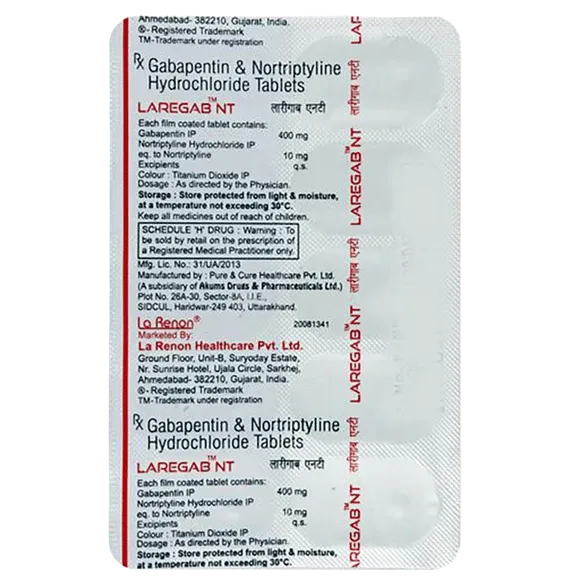 Ahmedabad- 382210, Gujarat, India.
®- Registered Trademark
TM-Trademark under registration
Rx Gabapentin & Nortriptyline
Hydrochloride Tablets
LAREGAB™ NT लारीगाब एनटी
Each film coated tablet contains:
Gabapentin IP 400 mg
Nortriptyline Hydrochloride IP
eq. to Nortriptyline 10 mg
Excipients q.s.
Colour : Titanium Dioxide IP
Dosage : As directed by the Physician.
Storage : Store protected from light & moisture,
at a temperature not exceeding 30°C.
Keep all medicines out of reach of children.
SCHEDULE 'H' DRUG : Warning : To
be sold by retail on the prescription of
a Registered Medical Practitioner only.
Mfg. Lic. No.: 31/UA/2013
Manufactured by : Pure & Cure Healthcare Pvt. Ltd.
(A subsidiary of Akums Drugs & Pharmaceuticals Ltd.)
Plot No. 26A-30, Sector-8A, I.I.E.,
SIDCUL, Haridwar-249 403, Uttarakhand.
La Renon® 20081341
Marketed By:
La Renon Healthcare Pvt. Ltd.
Ground Floor, Unit-B, Suryoday Estate,
Nr. Sunrise Hotel, Ujala Circle, Sarkhej,
Ahmedabad- 382210, Gujarat, India.
®- Registered Trademark
TM-Trademark under registration
Rx Gabapentin & Nortriptyline
Hydrochloride Tablets
LAREGAB™ NT लारीगाब एनटी
Each film coated tablet contains:
Gabapentin IP 400 mg
Nortriptyline Hydrochloride IP
eq. to Nortriptyline 10 mg
Excipients q.s.
Colour : Titanium Dioxide IP
Dosage : As directed by the Physician.
Storage : Store protected from light & moisture,
at a temperature not exceeding 30°C.
LAR
लारीगाब एनटी
LAREGAB™ NT
लारीगाब एनटी
LAREGAB™ NT
लारीगाब एनटी
LAREGAB™ NT
लारीगाब एनटी
LAREGAB™ NT